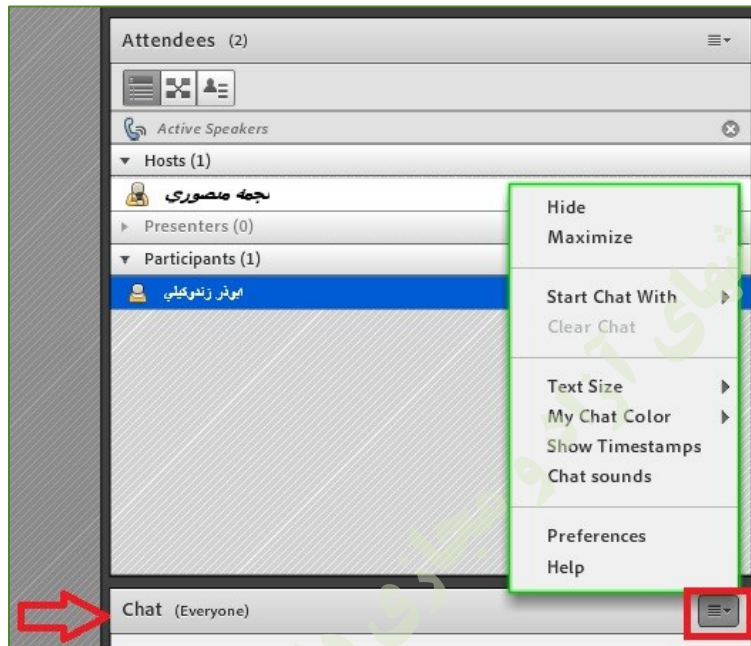 Attendees (2)
Active Speakers
Hosts (1)
نجمه منصوری
Presenters (0)
Participants (1)
ابوذر زندوکیلی
Hide
Maximize
Start Chat With
Clear Chat
Text Size
My Chat Color
Show Timestamps
Chat sounds
Preferences
Help
Chat (Everyone)